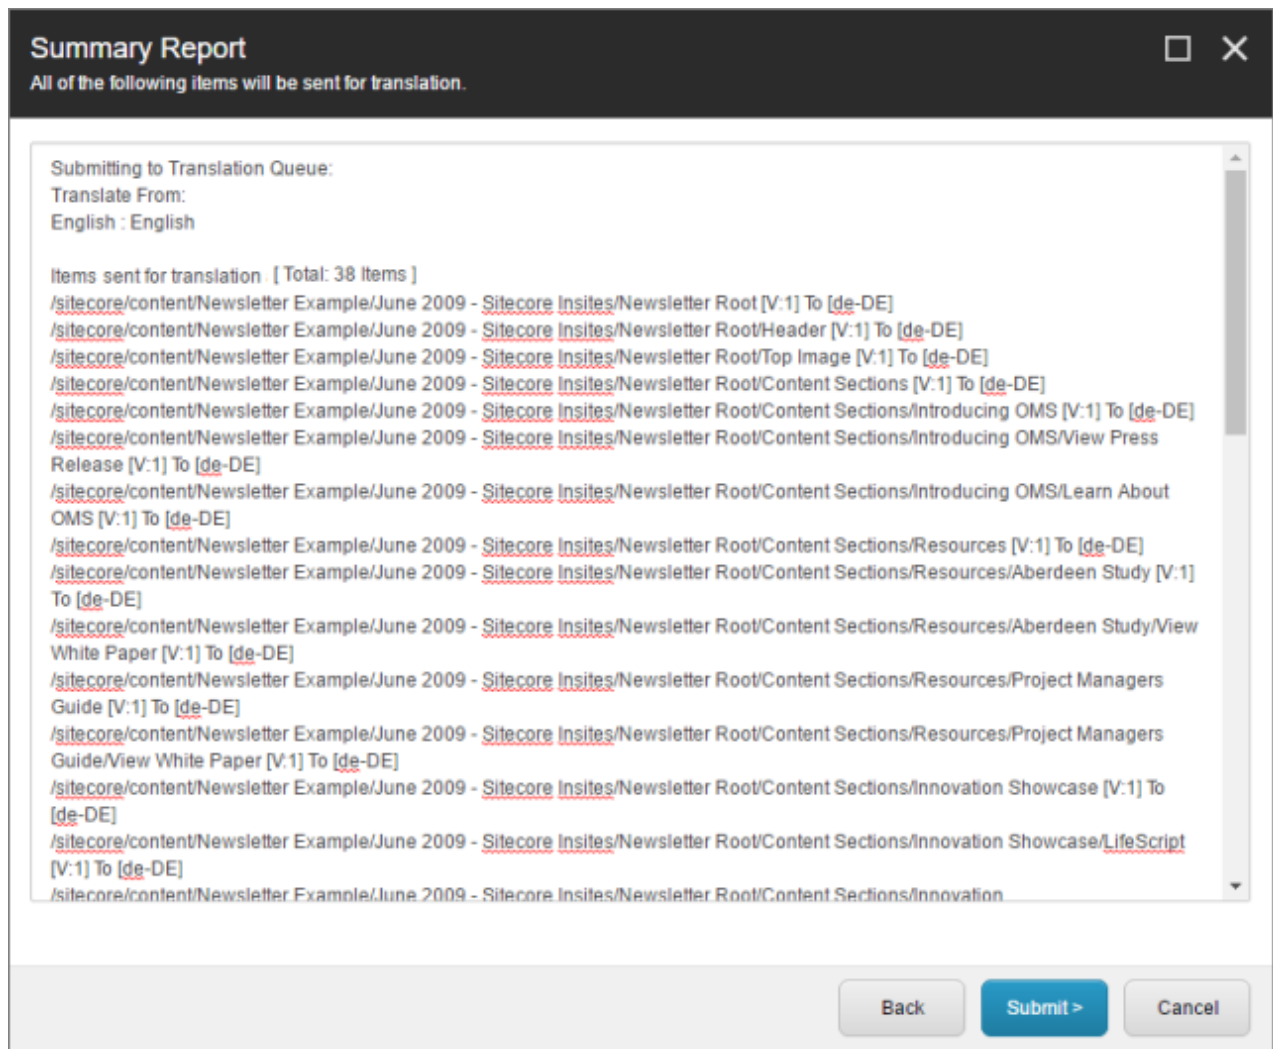 Summary Report
All of the following items will be sent for translation.
Submitting to Translation Queue:
Translate From:
English : English
Items sent for translation [ Total: 38 Items ]
/sitecore/content/Newsletter Example/June 2009 - Sitecore Insites/Newsletter Root [V:1] To [de-DE]
/sitecore/content/Newsletter Example/June 2009 - Sitecore Insites/Newsletter Root/Header [V:1] To [de-DE]
/sitecore/content/Newsletter Example/June 2009 - Sitecore Insites/Newsletter Root/Top Image [V:1] To [de-DE]
/sitecore/content/Newsletter Example/June 2009 - Sitecore Insites/Newsletter Root/Content Sections [V:1] To [de-DE]
/sitecore/content/Newsletter Example/June 2009 - Sitecore Insites/Newsletter Root/Content Sections/Introducing OMS [V:1] To [de-DE]
/sitecore/content/Newsletter Example/June 2009 - Sitecore Insites/Newsletter Root/Content Sections/Introducing OMS/View Press
Release [V:1] To [de-DE]
/sitecore/content/Newsletter Example/June 2009 - Sitecore Insites/Newsletter Root/Content Sections/Introducing OMS/Learn About
OMS [V:1] To [de-DE]
/sitecore/content/Newsletter Example/June 2009 - Sitecore Insites/Newsletter Root/Content Sections/Resources [V:1] To [de-DE]
/sitecore/content/Newsletter Example/June 2009 - Sitecore Insites/Newsletter Root/Content Sections/Resources/Aberdeen Study [V:1]
To [de-DE]
/sitecore/content/Newsletter Example/June 2009 - Sitecore Insites/Newsletter Root/Content Sections/Resources/Aberdeen Study/View
White Paper [V:1] To [de-DE]
/sitecore/content/Newsletter Example/June 2009 - Sitecore Insites/Newsletter Root/Content Sections/Resources/Project Managers
Guide [V:1] To [de-DE]
/sitecore/content/Newsletter Example/June 2009 - Sitecore Insites/Newsletter Root/Content Sections/Resources/Project Managers
Guide/View White Paper [V:1] To [de-DE]
/sitecore/content/Newsletter Example/June 2009 - Sitecore Insites/Newsletter Root/Content Sections/Innovation Showcase [V:1] To
[de-DE]
/sitecore/content/Newsletter Example/June 2009 - Sitecore Insites/Newsletter Root/Content Sections/Innovation Showcase/LifeScript
[V:1] To [de-DE]
/sitecore/content/Newsletter Example/June 2009 - Sitecore Insites/Newsletter Root/Content Sections/Innovation
Back
Submit >
Cancel